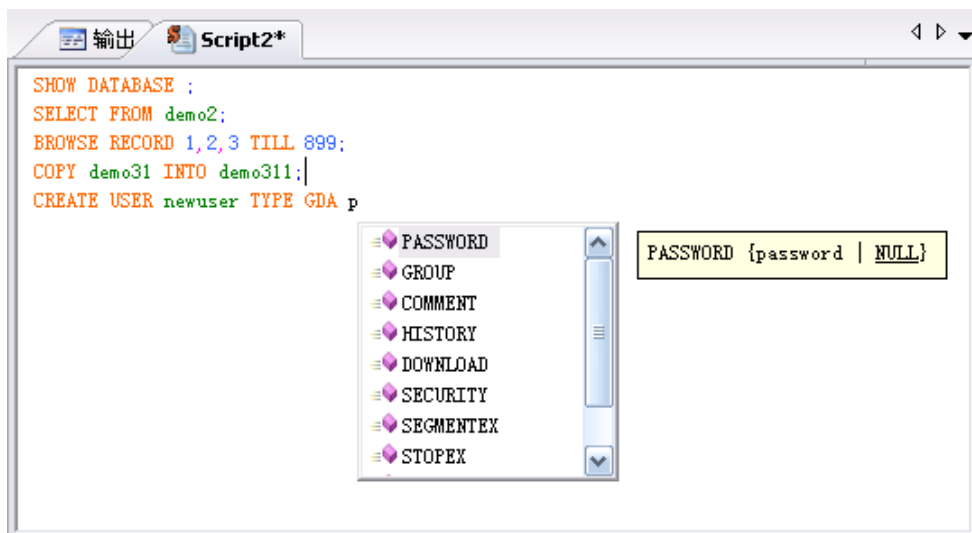 输出 Script2*
SHOW DATABASE ;
SELECT FROM demo2;
BROWSE RECORD 1,2,3 TILL 899;
COPY demo31 INTO demo311;
CREATE USER newuser TYPE GDA p
PASSWORD
GROUP
COMMENT
HISTORY
DOWNLOAD
SECURITY
SEGMENTEX
STOPEX
PASSWORD {password | NULL}